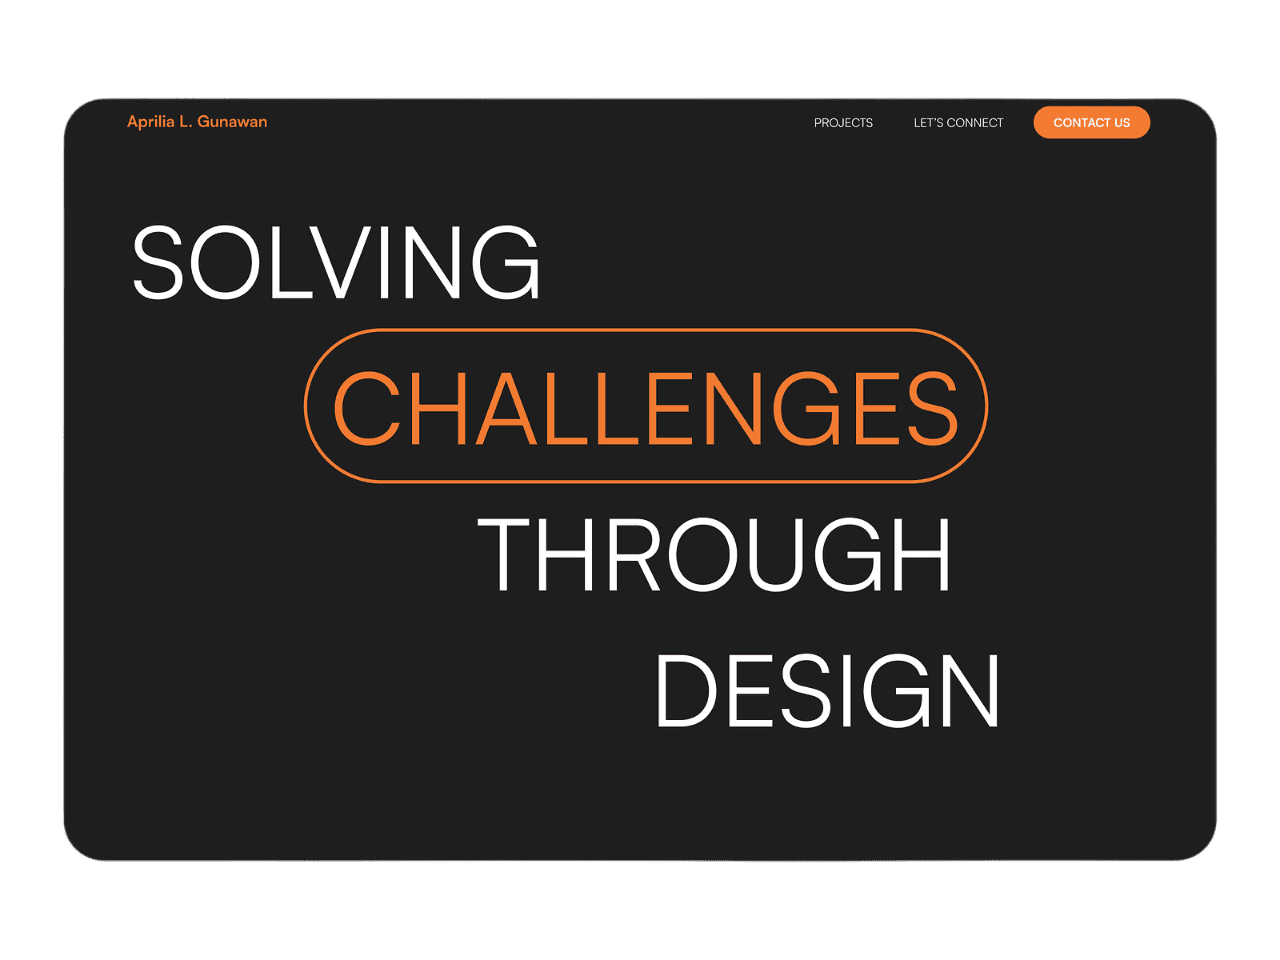 Aprilia L. Gunawan
PROJECTS
LET'S CONNECT
CONTACT US
SOLVING
CHALLENGES
THROUGH
DESIGN